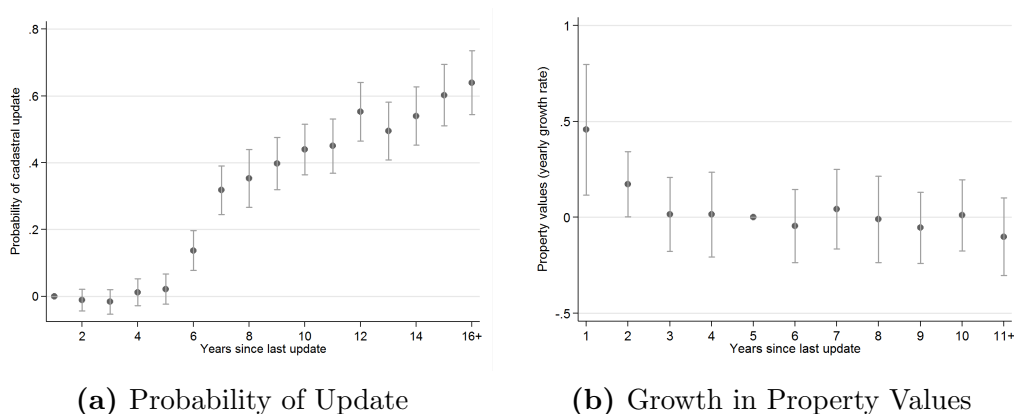 Probability of cadastral update
.8
.6
.4
.2
0
2 4 6 8 10 12 14 16+
Years since last update
(a) Probability of Update
Property values (yearly growth rate)
1
.5
0
-.5
1 2 3 4 5 6 7 8 9 10 11+
Years since last update
(b) Growth in Property Values